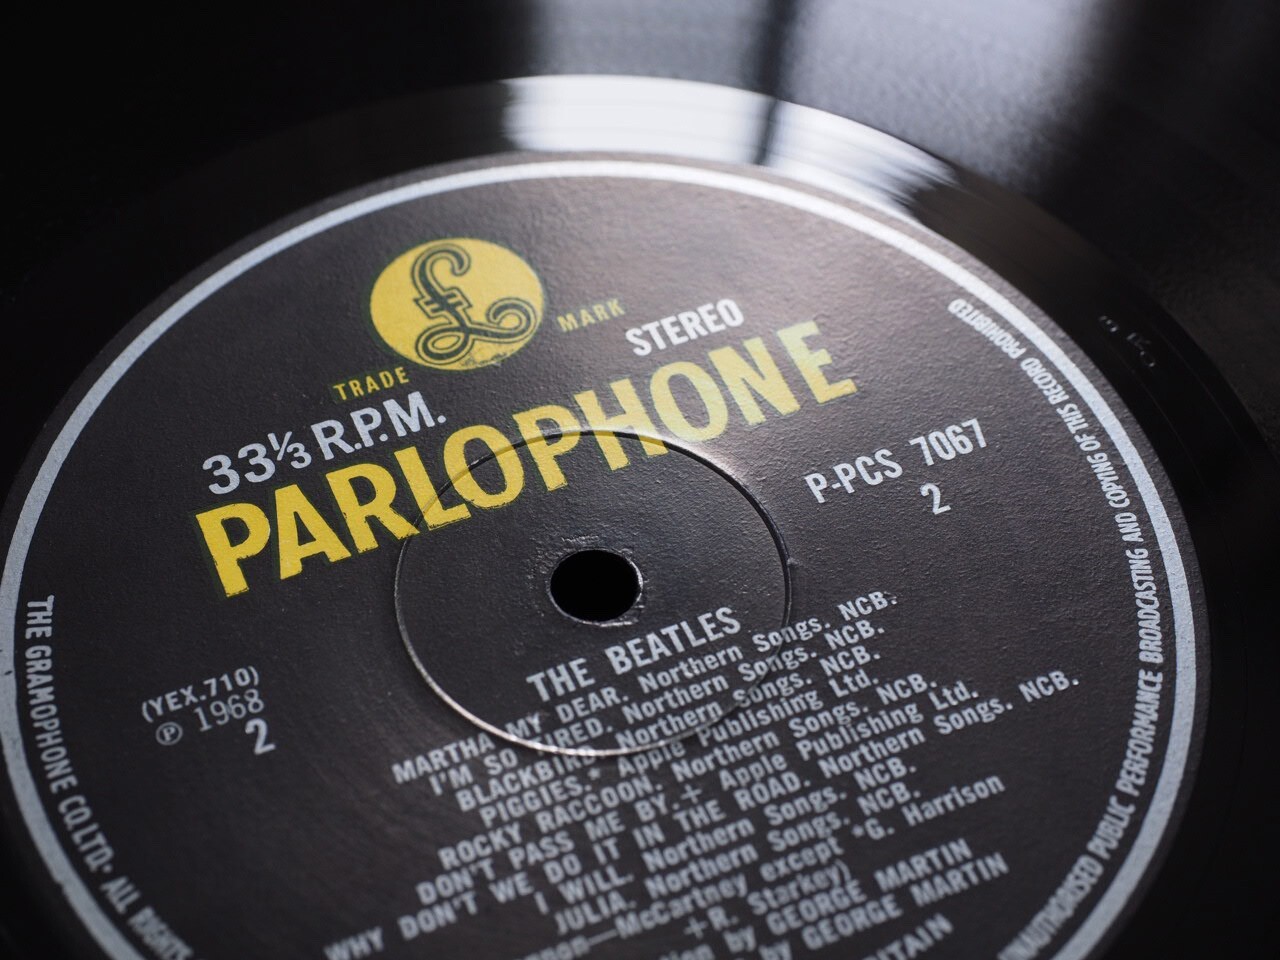 £
TRADE MARK
STEREO
33⅓ R.P.M.
PARLOPHONE
P-PCS 7067
2
(YEX.710)
℗ 1968
2
THE BEATLES
MARTHA MY DEAR. Northern Songs. NCB.
I'M SO TIRED. Northern Songs. NCB.
BLACKBIRD Northern Songs. NCB.
PIGGIES.* Apple Publishing Ltd.
ROCKY RACCOON. Northern Songs. NCB.
DON'T PASS ME BY.+ Apple Publishing Ltd.
WHY DON'T WE DO IT IN THE ROAD. Northern Songs. NCB.
I WILL. Northern Songs. NCB.
JULIA. Northern Songs. NCB.
McCartney except *G. Harrison
+R. Starkey)
by GEORGE MARTIN
by GEORGE MARTIN
THE GRAMOPHONE CO. LTD. ALL RIGHTS
UNAUTHORISED PUBLIC PERFORMANCE BROADCASTING AND COPYING OF THIS RECORD PROHIBITED